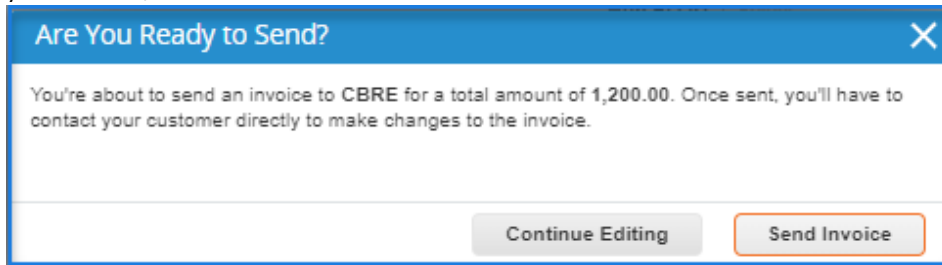 Are You Ready to Send?
You're about to send an invoice to CBRE for a total amount of 1,200.00. Once sent, you'll have to
contact your customer directly to make changes to the invoice.
Continue Editing
Send Invoice